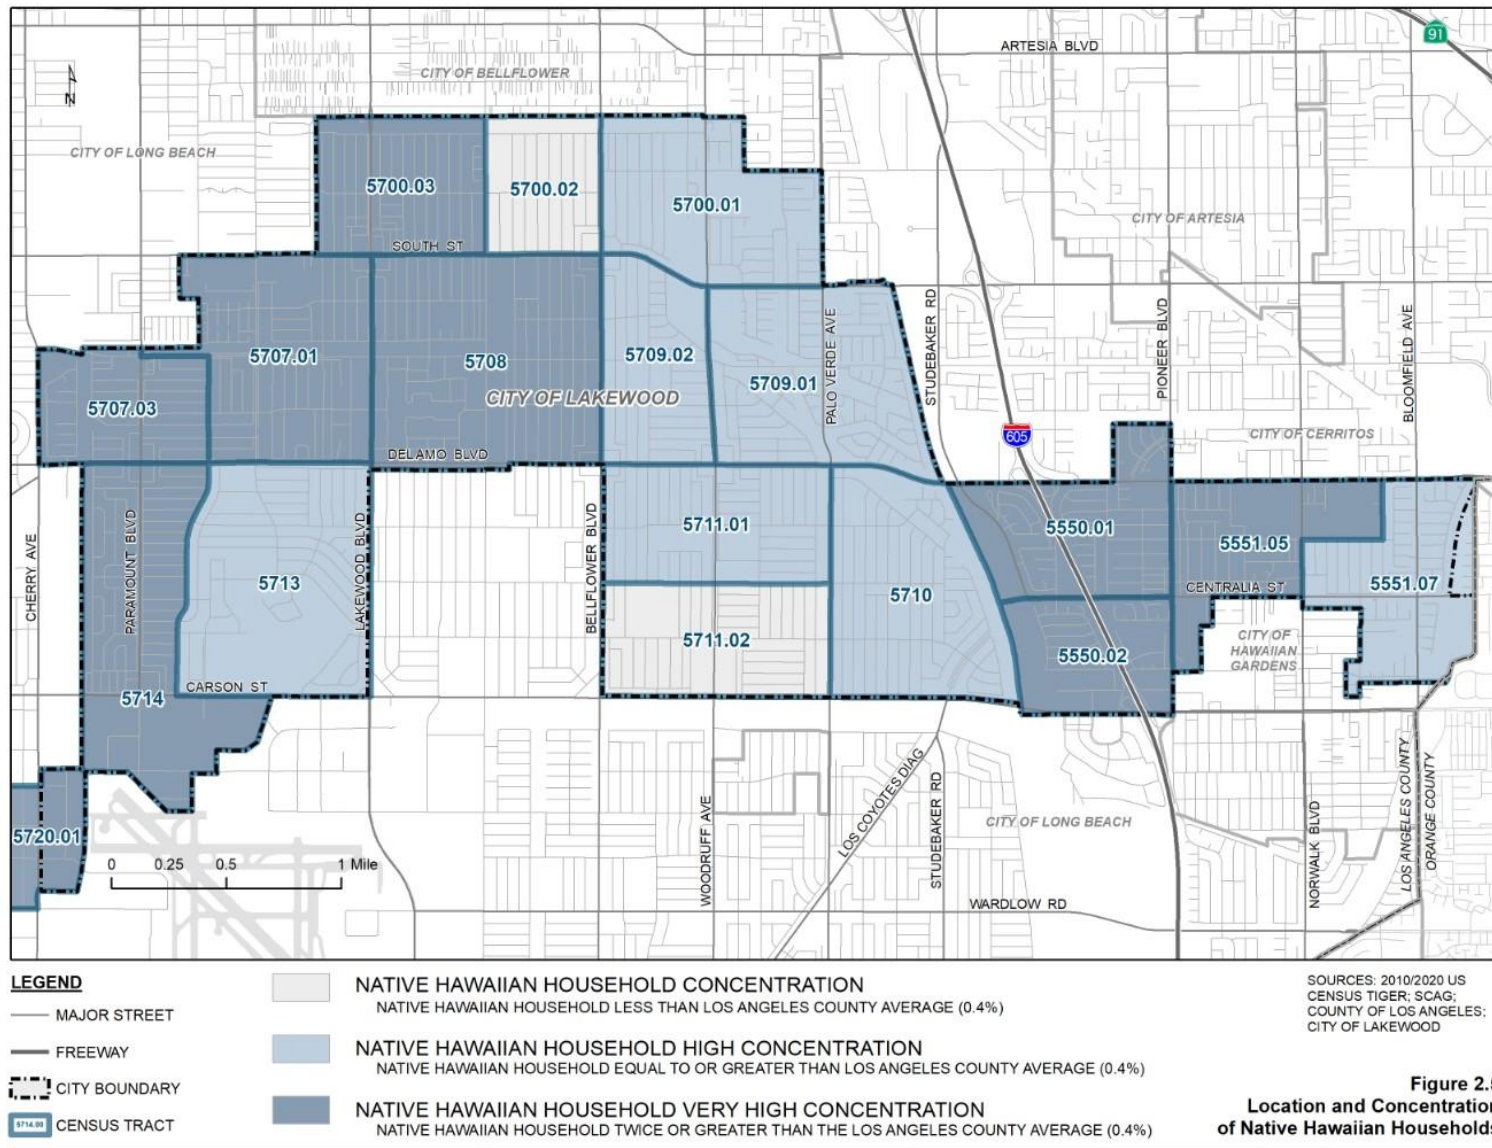 ARTESIA BLVD
91
CITY OF BELLFLOWER
N
CITY OF LONG BEACH
5700.03
5700.02
5700.01
CITY OF ARTESIA
SOUTH ST
5707.01
5708
5709.02
5709.01
PALO VERDE AVE
STUDEBAKER RD
PIONEER BLVD
BLOOMFIELD AVE
CITY OF LAKEWOOD
5707.03
605
CITY OF CERRITOS
DELAMO BLVD
CHERRY AVE
PARAMOUNT BLVD
5713
LAKEWOOD BLVD
BELLFLOWER BLVD
5711.01
5550.01
5551.05
CENTRALIA ST
5551.07
5710
5711.02
5550.02
CITY OF
HAWAIIAN
GARDENS
CARSON ST
5714
5720.01
0 0.25 0.5 1 Mile
WOODRUFF AVE
LOS COYOTES DIAG
STUDEBAKER RD
CITY OF LONG BEACH
NORWALK BLVD
LOS ANGELES COUNTY
ORANGE COUNTY
WARDLOW RD
LEGEND
MAJOR STREET
FREEWAY
CITY BOUNDARY
5714.00
CENSUS TRACT
NATIVE HAWAIIAN HOUSEHOLD CONCENTRATION
NATIVE HAWAIIAN HOUSEHOLD LESS THAN LOS ANGELES COUNTY AVERAGE (0.4%)
NATIVE HAWAIIAN HOUSEHOLD HIGH CONCENTRATION
NATIVE HAWAIIAN HOUSEHOLD EQUAL TO OR GREATER THAN LOS ANGELES COUNTY AVERAGE (0.4%)
NATIVE HAWAIIAN HOUSEHOLD VERY HIGH CONCENTRATION
NATIVE HAWAIIAN HOUSEHOLD TWICE OR GREATER THAN THE LOS ANGELES COUNTY AVERAGE (0.4%)
SOURCES: 2010/2020 US
CENSUS TIGER; SCAG;
COUNTY OF LOS ANGELES;
CITY OF LAKEWOOD
Figure 2.5
Location and Concentration
of Native Hawaiian Households